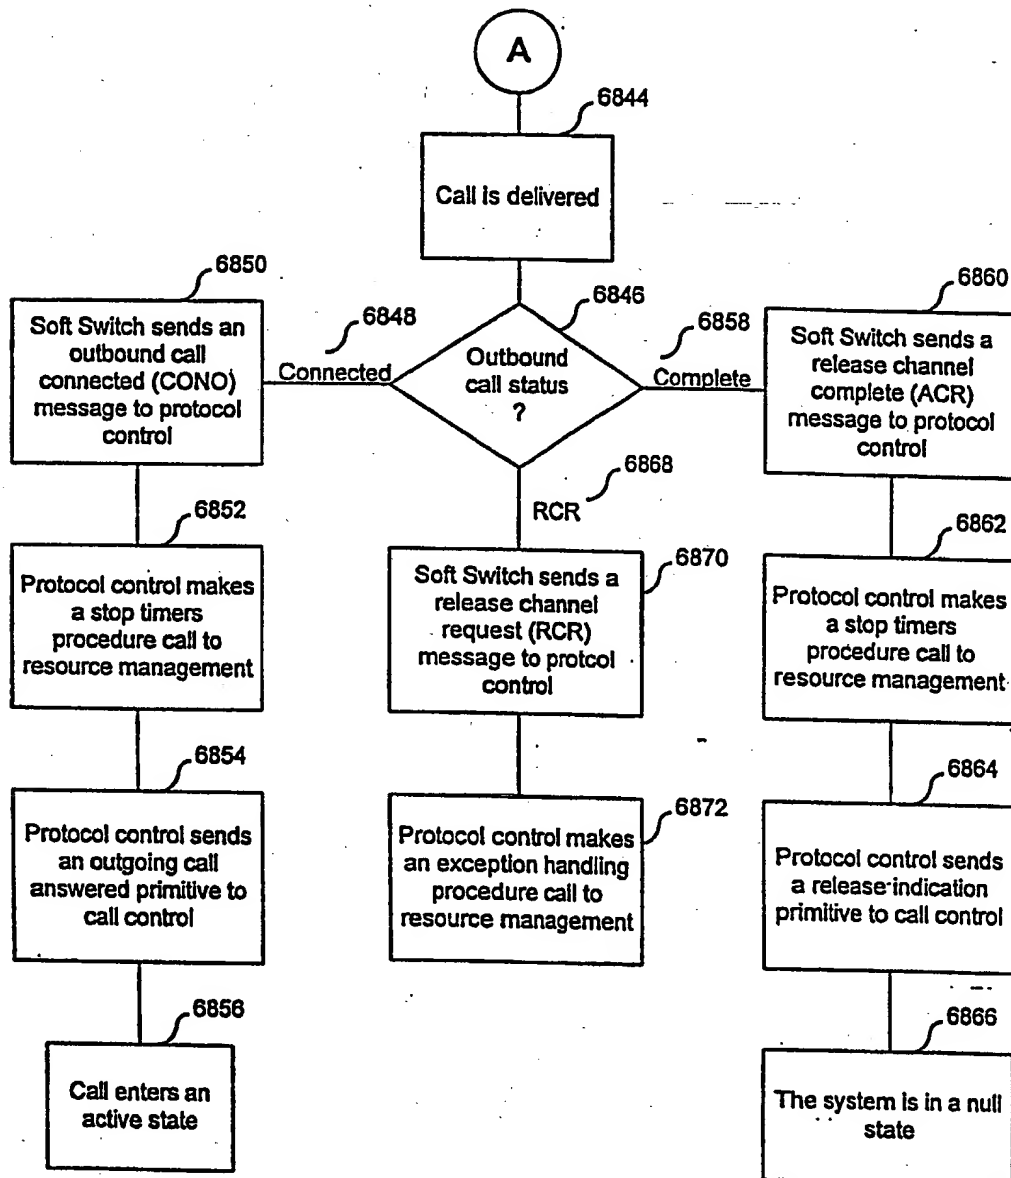 A
6844
Call is delivered
6846
Outbound
call status
?
6848
Connected
6850
Soft Switch sends an
outbound call
connected (CONO)
message to protocol
control
6852
Protocol control makes
a stop timers
procedure call to
resource management
6854
Protocol control sends
an outgoing call
answered primitive to
call control
6856
Call enters an
active state
6858
Complete
6860
Soft Switch sends a
release channel
complete (ACR)
message to protocol
control
6862
Protocol control makes
a stop timers
procedure call to
resource management
6864
Protocol control sends
a release indication
primitive to call control
6866
The system is in a null
state
6868
RCR
6870
Soft Switch sends a
release channel
request (RCR)
message to protcol
control
6872
Protocol control makes
an exception handling
procedure call to
resource management